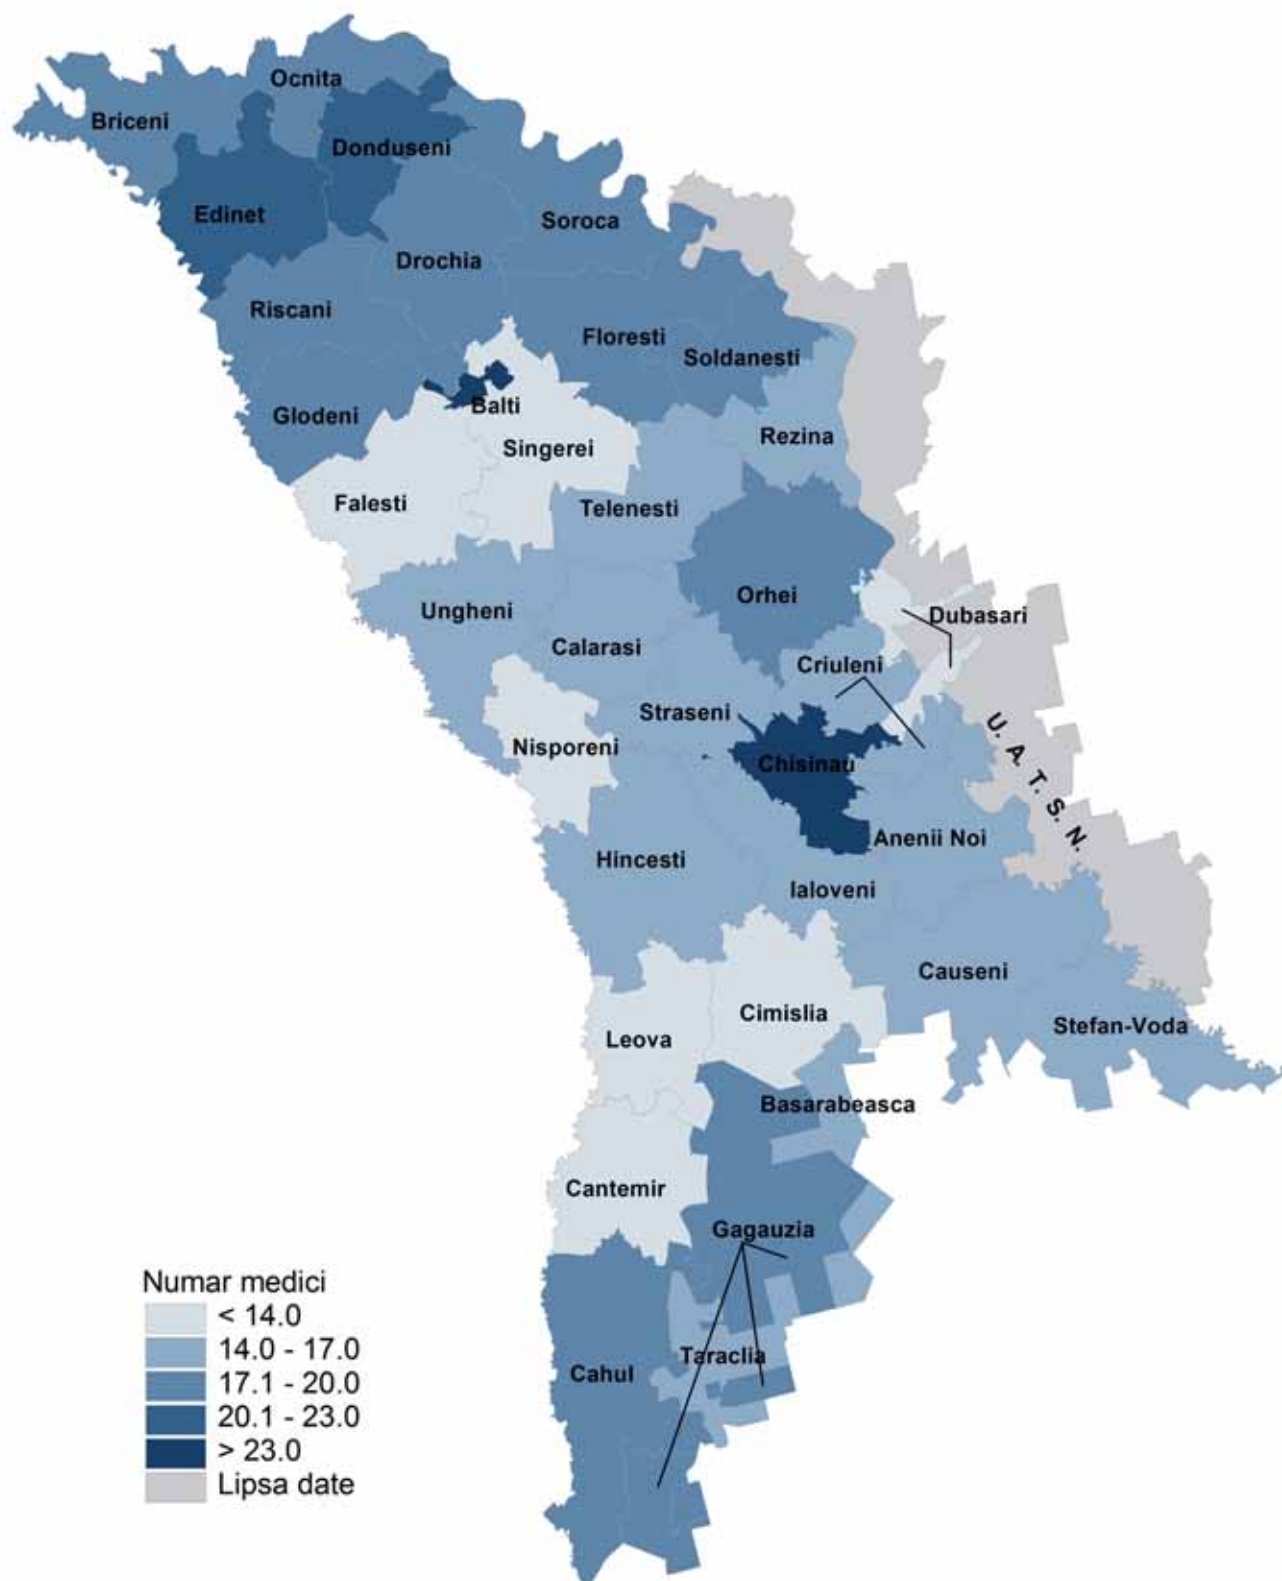 Ocnita
Briceni
Donduseni
Edinet
Soroca
Drochia
Riscani
Floresti
Soldanesti
Glodeni
Balti
Rezina
Singerei
Falesti
Telenesti
Orhei
Ungheni
Dubasari
Calarasi
Criuleni
Straseni
Nisporeni
Chisinau
U. A. T. S. N.
Anenii Noi
Hincesti
Ialoveni
Causeni
Cimislia
Stefan-Voda
Leova
Basarabeasca
Cantemir
Gagauzia
Taraclia
Cahul
Numar medici
< 14.0
14.0 - 17.0
17.1 - 20.0
20.1 - 23.0
> 23.0
Lipsa date